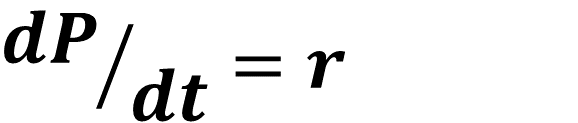 dP/dt = r